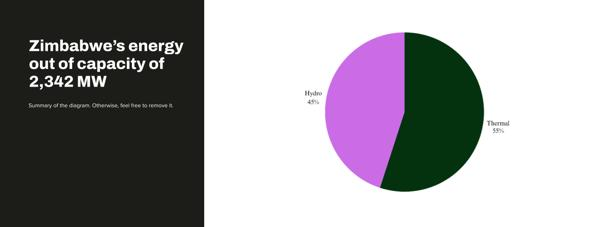 Zimbabwe’s energy
out of capacity of
2,342 MW
Summary of the diagram. Otherwise, feel free to remove it.
Hydro
45%
Thermal
55%